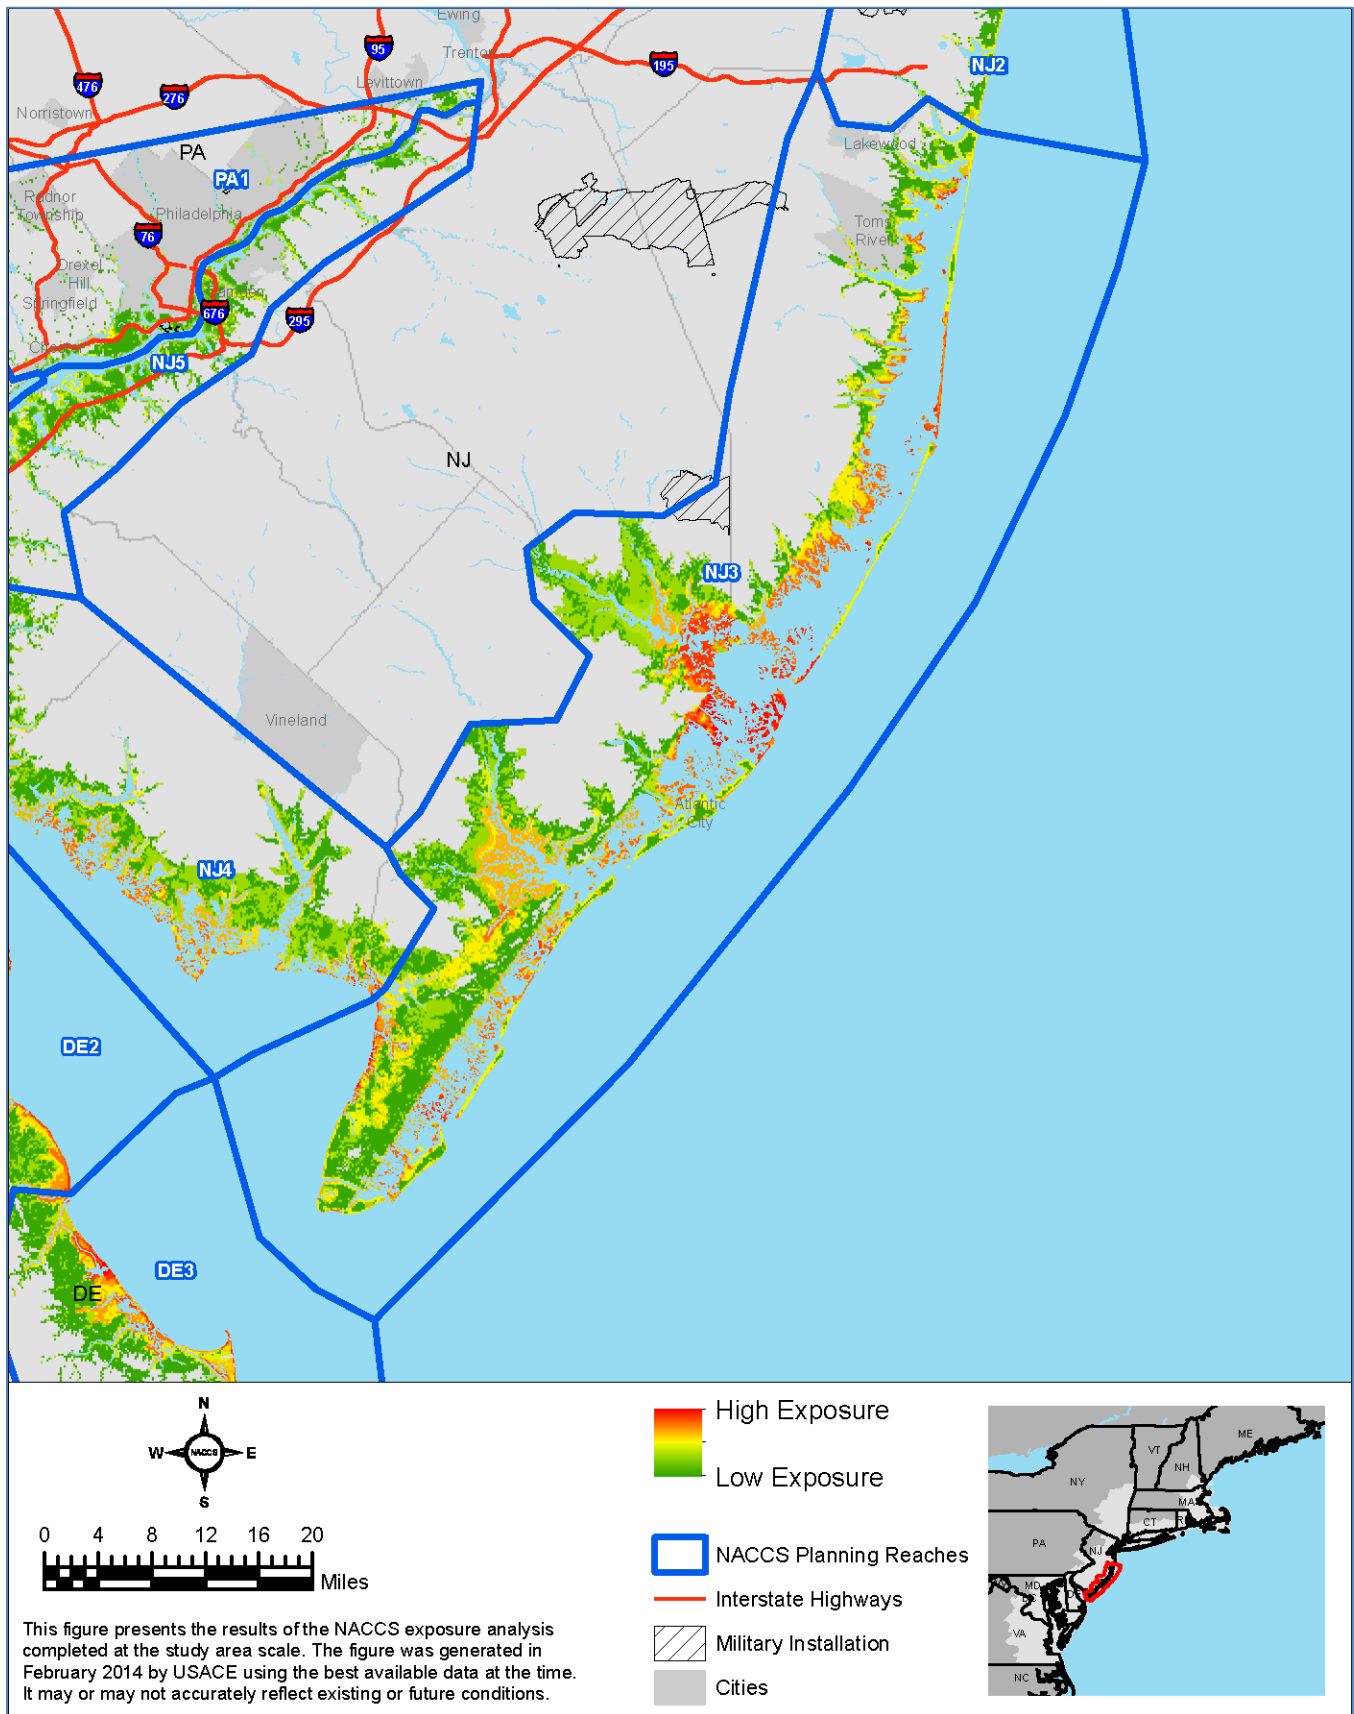 Ewing
95
Trenton
195
NJ2
Levittown
476
276
Norristown
Lakewood
PA
PA1
Radnor
Township
Philadelphia
Toms
River
76
Drexel
Hill
Springfield
Camden
676
295
Chester
NJ5
NJ
NJ3
Vineland
Atlantic
City
NJ4
DE2
DE3
DE
N
W
NACCS
E
S
0 4 8 12 16 20
Miles
This figure presents the results of the NACCS exposure analysis
completed at the study area scale. The figure was generated in
February 2014 by USACE using the best available data at the time.
It may or may not accurately reflect existing or future conditions.
High Exposure
Low Exposure
NACCS Planning Reaches
Interstate Highways
Military Installation
Cities
ME
VT
NH
NY
MA
CT
RI
PA
NJ
MD
VA
NC